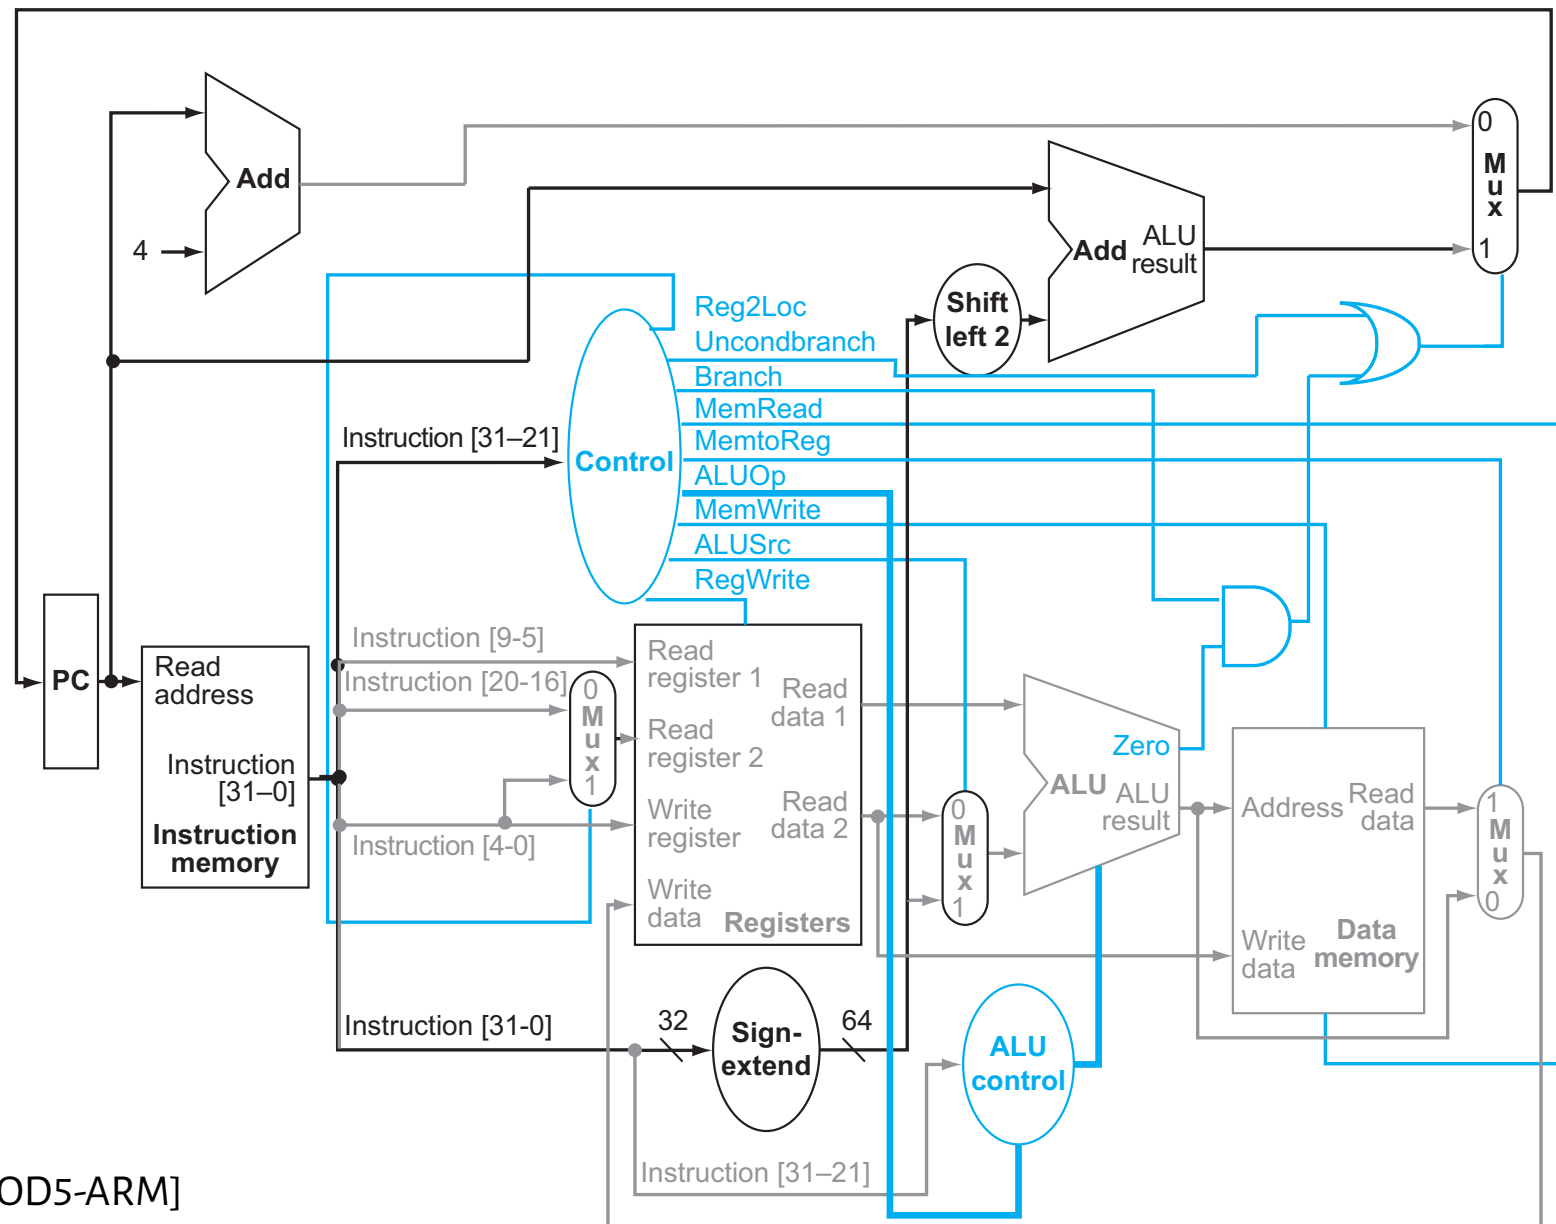 Add
4
0
M
u
x
1
Add
ALU
result
Shift
left 2
Reg2Loc
Uncondbranch
Branch
MemRead
MemtoReg
ALUOp
MemWrite
ALUSrc
RegWrite
Instruction [31–21]
Control
PC
Read
address
Instruction
[31–0]
Instruction
memory
Instruction [9-5]
Instruction [20-16]
Instruction [4-0]
0
M
u
x
1
Read
register 1
Read
register 2
Write
register
Write
data
Read
data 1
Read
data 2
Registers
0
M
u
x
1
Zero
ALU
ALU
result
Address
Read
data
Write
data
Data
memory
1
M
u
x
0
Instruction [31-0]
32
Sign-
extend
64
ALU
control
Instruction [31–21]
OD5-ARM]